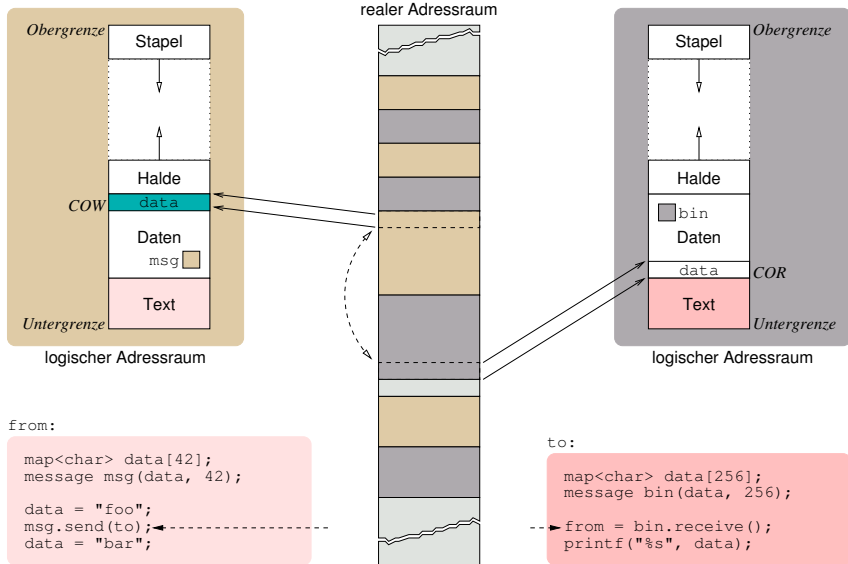 realer Adressraum
Obergrenze
Stapel
Halde
COW
data
Daten
msg
Text
Untergrenze
logischer Adressraum
Stapel
Obergrenze
Halde
bin
Daten
data
COR
Text
Untergrenze
logischer Adressraum
from:
map<char> data[42];
message msg(data, 42);
data = "foo";
msg.send(to);
data = "bar";
to:
map<char> data[256];
message bin(data, 256);
from = bin.receive();
printf("%s", data);